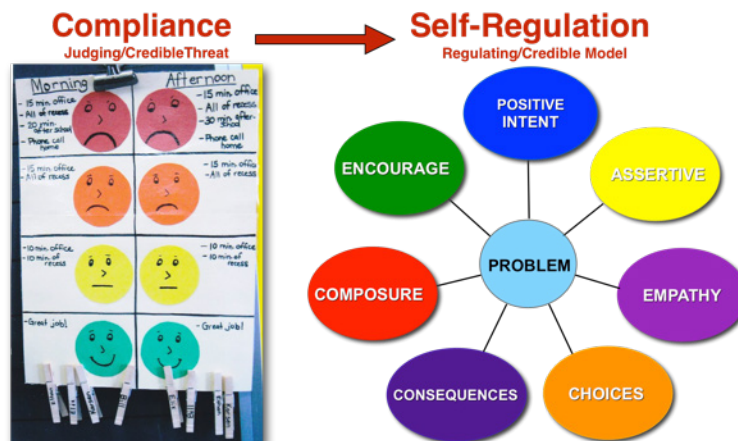 Compliance
Judging/CredibleThreat
Self-Regulation
Regulating/Credible Model
Morning
- 15 min. office
- All of recess
- 20 min. after school
- Phone call
home
Afternoon
- 15 min. office
- All of recess
- 30 min. after-
school
- Phone call
home
- 15 min. office
- All of recess
- 15 min. office
- All of recess
- 10 min. office
- 10 min. of
recess
- 10 min. office
- 10 min. of
recess
- Great job!
- Great job!
Bill
POSITIVE
INTENT
ENCOURAGE
ASSERTIVE
PROBLEM
COMPOSURE
EMPATHY
CONSEQUENCES
CHOICES